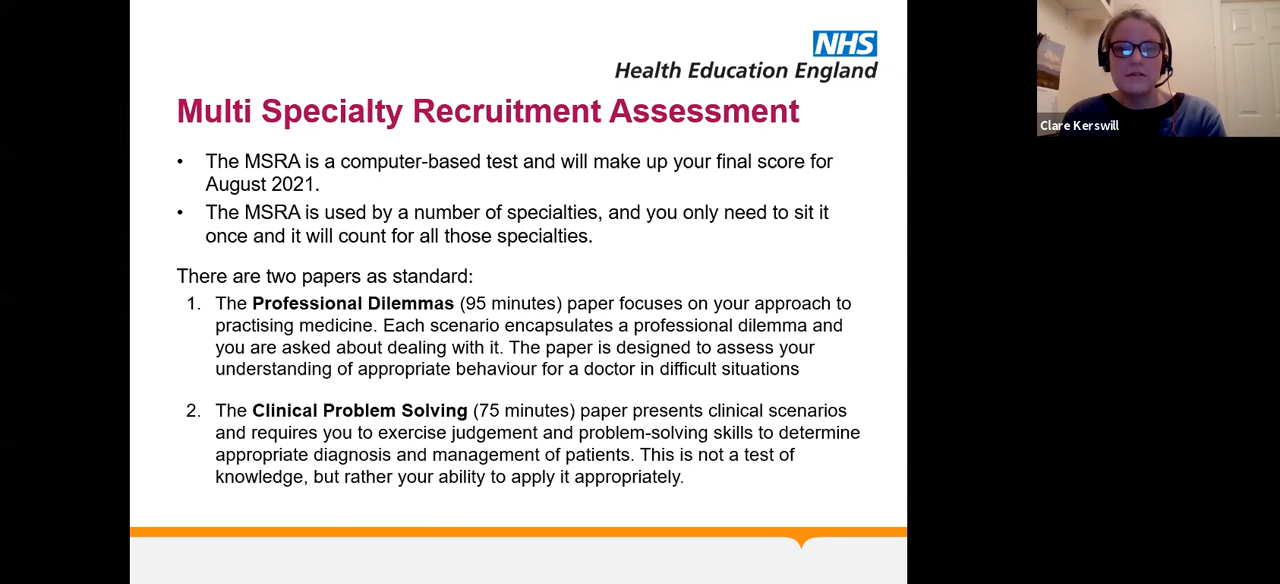 NHS
Health Education England
Multi Specialty Recruitment Assessment
• The MSRA is a computer-based test and will make up your final score for
August 2021.
• The MSRA is used by a number of specialties, and you only need to sit it
once and it will count for all those specialties.
There are two papers as standard:
1. The Professional Dilemmas (95 minutes) paper focuses on your approach to
practising medicine. Each scenario encapsulates a professional dilemma and
you are asked about dealing with it. The paper is designed to assess your
understanding of appropriate behaviour for a doctor in difficult situations
2. The Clinical Problem Solving (75 minutes) paper presents clinical scenarios
and requires you to exercise judgement and problem-solving skills to determine
appropriate diagnosis and management of patients. This is not a test of
knowledge, but rather your ability to apply it appropriately.
Clare Kerswill